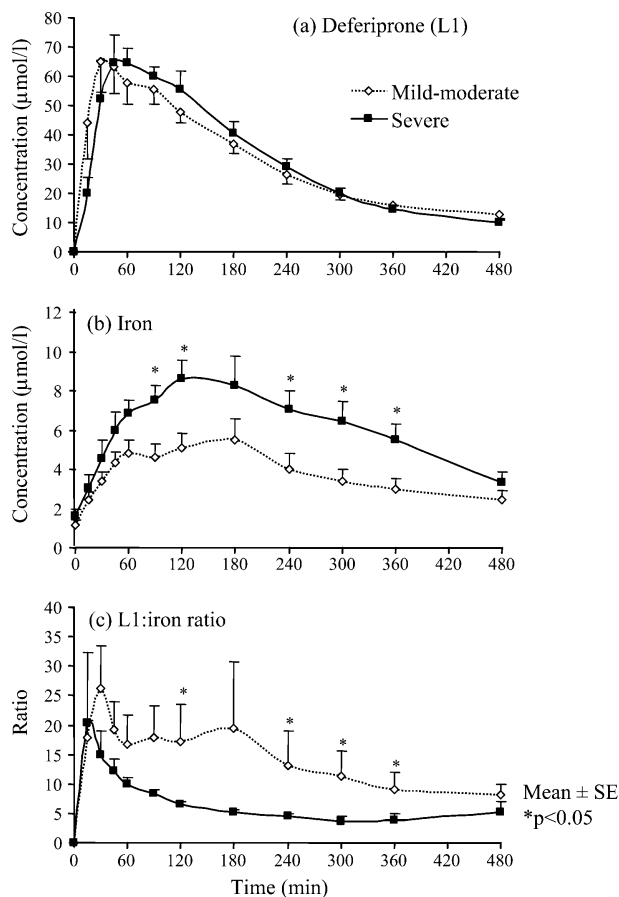 (a) Deferiprone (L1)
Concentration (µmol/l)
80
70
60
50
40
30
20
10
0
Mild-moderate
Severe
0 60 120 180 240 300 360 420 480
(b) Iron
Concentration (µmol/l)
12
10
8
6
4
2
0
* * * * *
0 60 120 180 240 300 360 420 480
(c) L1:iron ratio
Ratio
40
35
30
25
20
15
10
5
0
* * * *
Mean ± SE
*p<0.05
0 60 120 180 240 300 360 420 480
Time (min)